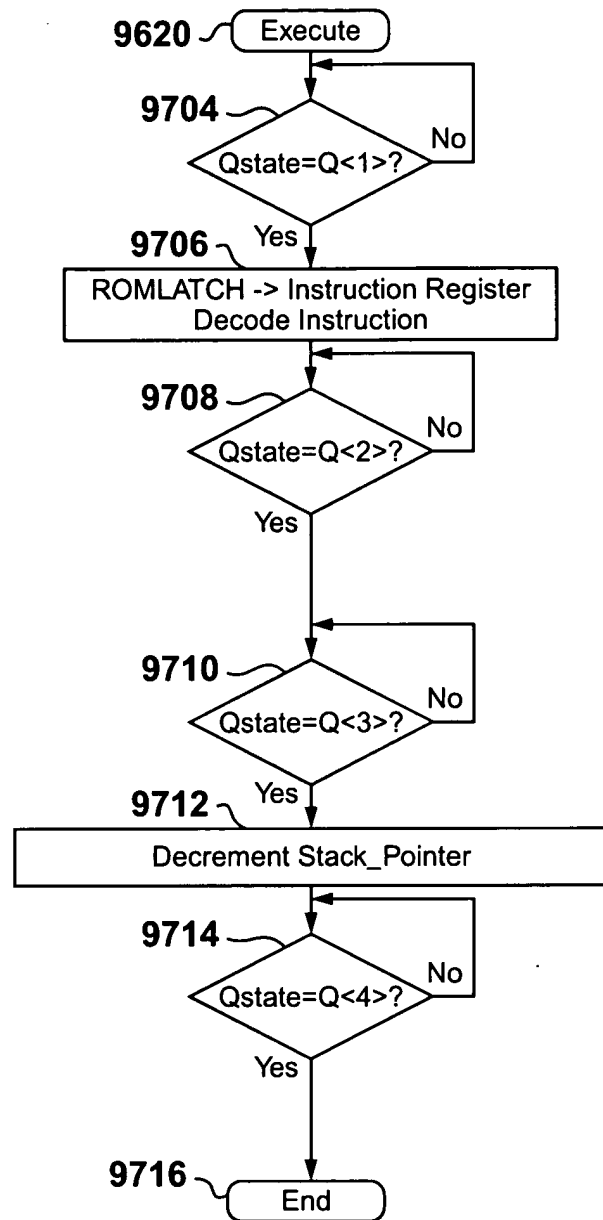 9620 Execute
9704
Qstate=Q<1>? No
Yes
9706
ROMLATCH -> Instruction Register
Decode Instruction
9708
Qstate=Q<2>? No
Yes
9710
Qstate=Q<3>? No
Yes
9712
Decrement Stack_Pointer
9714
Qstate=Q<4>? No
Yes
9716 End